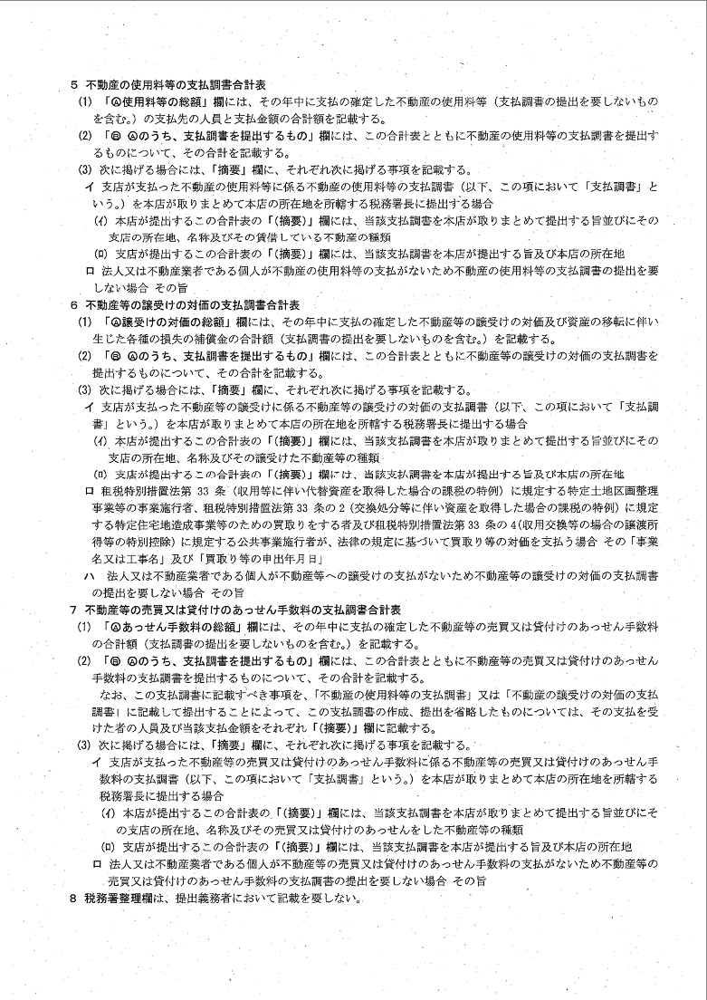 5 不動産の使用料等の支払調書合計表
(1) 「Ⓐ使用料等の総額」欄には、その年中に支払の確定した不動産の使用料等（支払調書の提出を要しないもの
を含む。）の支払先の人員と支払金額の合計額を記載する。
(2) 「Ⓑ Ⓐのうち、支払調書を提出するもの」欄には、この合計表とともに不動産の使用料等の支払調書を提出す
るものについて、その合計を記載する。
(3) 次に掲げる場合には、「摘要」欄に、それぞれ次に掲げる事項を記載する。
イ 支店が支払った不動産の使用料等に係る不動産の使用料等の支払調書（以下、この項において「支払調書」と
いう。）を本店が取りまとめて本店の所在地を所轄する税務署長に提出する場合
(ｲ) 本店が提出するこの合計表の「（摘要）」欄には、当該支払調書を本店が取りまとめて提出する旨並びにその
支店の所在地、名称及びその賃借している不動産の種類
(ﾛ) 支店が提出するこの合計表の「（摘要）」欄には、当該支払調書を本店が提出する旨及び本店の所在地
ロ 法人又は不動産業者である個人が不動産の使用料等の支払がないため不動産の使用料等の支払調書の提出を要
しない場合 その旨
6 不動産等の譲受けの対価の支払調書合計表
(1) 「Ⓐ譲受けの対価の総額」欄には、その年中に支払の確定した不動産等の譲受けの対価及び資産の移転に伴い
生じた各種の損失の補償金の合計額（支払調書の提出を要しないものを含む。）を記載する。
(2) 「Ⓑ Ⓐのうち、支払調書を提出するもの」欄には、この合計表とともに不動産等の譲受けの対価の支払調書を
提出するものについて、その合計を記載する。
(3) 次に掲げる場合には、「摘要」欄に、それぞれ次に掲げる事項を記載する。
イ 支店が支払った不動産等の譲受けに係る不動産等の譲受けの対価の支払調書（以下、この項において「支払調
書」という。）を本店が取りまとめて本店の所在地を所轄する税務署長に提出する場合
(ｲ) 本店が提出するこの合計表の「（摘要）」欄には、当該支払調書を本店が取りまとめて提出する旨並びにその
支店の所在地、名称及びその譲受けた不動産等の種類
(ﾛ) 支店が提出するこの合計表の「（摘要）」欄には、当該支払調書を本店が提出する旨及び本店の所在地
ロ 租税特別措置法第 33 条（収用等に伴い代替資産を取得した場合の課税の特例）に規定する特定土地区画整理
事業等の事業施行者、租税特別措置法第 33 条の 2（交換処分等に伴い資産を取得した場合の課税の特例）に規定
する特定住宅地造成事業等のための買取りをする者及び租税特別措置法第 33 条の 4（収用交換等の場合の譲渡所
得等の特別控除）に規定する公共事業施行者が、法律の規定に基づいて買取り等の対価を支払う場合 その「事業
名又は工事名」及び「買取り等の申出年月日」
ハ 法人又は不動産業者である個人が不動産等への譲受けの支払がないため不動産等の譲受けの対価の支払調書
の提出を要しない場合 その旨
7 不動産等の売買又は貸付けのあっせん手数料の支払調書合計表
(1) 「Ⓐあっせん手数料の総額」欄には、その年中に支払の確定した不動産等の売買又は貸付けのあっせん手数料
の合計額（支払調書の提出を要しないものを含む。）を記載する。
(2) 「Ⓑ Ⓐのうち、支払調書を提出するもの」欄には、この合計表とともに不動産等の売買又は貸付けのあっせん
手数料の支払調書を提出するものについて、その合計を記載する。
なお、この支払調書に記載すべき事項を、「不動産の使用料等の支払調書」又は「不動産の譲受けの対価の支払
調書」に記載して提出することによって、この支払調書の作成、提出を省略したものについては、その支払を受
けた者の人員及び当該支払金額をそれぞれ「（摘要）」欄に記載する。
(3) 次に掲げる場合には、「摘要」欄に、それぞれ次に掲げる事項を記載する。
イ 支店が支払った不動産等の売買又は貸付けのあっせん手数料に係る不動産等の売買又は貸付けのあっせん手
数料の支払調書（以下、この項において「支払調書」という。）を本店が取りまとめて本店の所在地を所轄する
税務署長に提出する場合
(ｲ) 本店が提出するこの合計表の「（摘要）」欄には、当該支払調書を本店が取りまとめて提出する旨並びにそ
の支店の所在地、名称及びその売買又は貸付けのあっせんをした不動産等の種類
(ﾛ) 支店が提出するこの合計表の「（摘要）」欄には、当該支払調書を本店が提出する旨及び本店の所在地
ロ 法人又は不動産業者である個人が不動産等の売買又は貸付けのあっせん手数料の支払がないため不動産等の
売買又は貸付けのあっせん手数料の支払調書の提出を要しない場合 その旨
8 税務署整理欄は、提出義務者において記載を要しない。